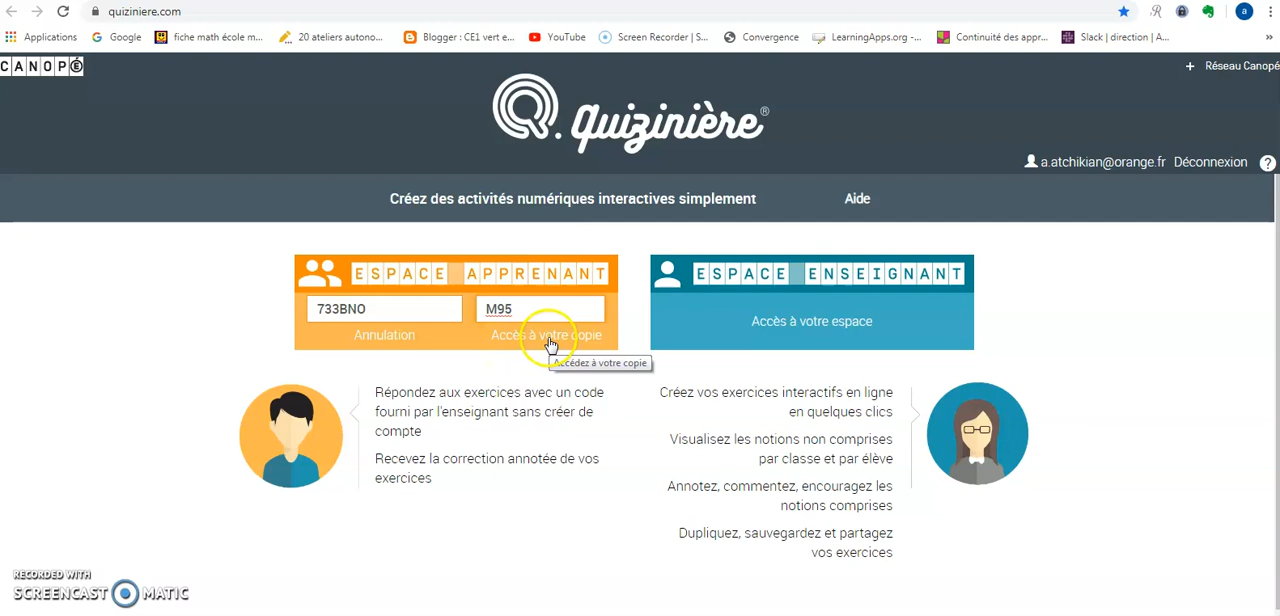 quiziniere.com
Applications
Google
fiche math école m...
20 ateliers autono...
Blogger : CE1 vert e...
YouTube
Screen Recorder | S...
Convergence
LearningApps.org -...
Continuité des appr...
Slack | direction | A...
»
CANOPÉ
+ Réseau Canopé
Q. Quizinière®
a.atchikian@orange.fr Déconnexion ?
Créez des activités numériques interactives simplement
Aide
ESPACE APPRENANT
733BNO
M95
Annulation
Accès à votre copie
Accédez à votre copie
ESPACE ENSEIGNANT
Accès à votre espace
Répondez aux exercices avec un code
fourni par l'enseignant sans créer de
compte
Recevez la correction annotée de vos
exercices
Créez vos exercices interactifs en ligne
en quelques clics
Visualisez les notions non comprises
par classe et par élève
Annotez, commentez, encouragez les
notions comprises
Dupliquez, sauvegardez et partagez
vos exercices
RECORDED WITH
SCREENCAST MATIC